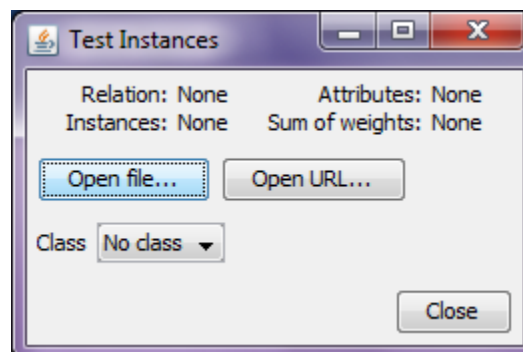 Test Instances
Relation: None Attributes: None
Instances: None Sum of weights: None
Open file... Open URL...
Class No class
Close